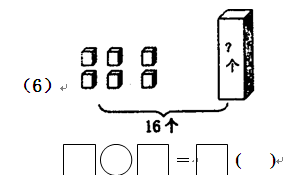 ?
个
（6）
16个
=
(    )